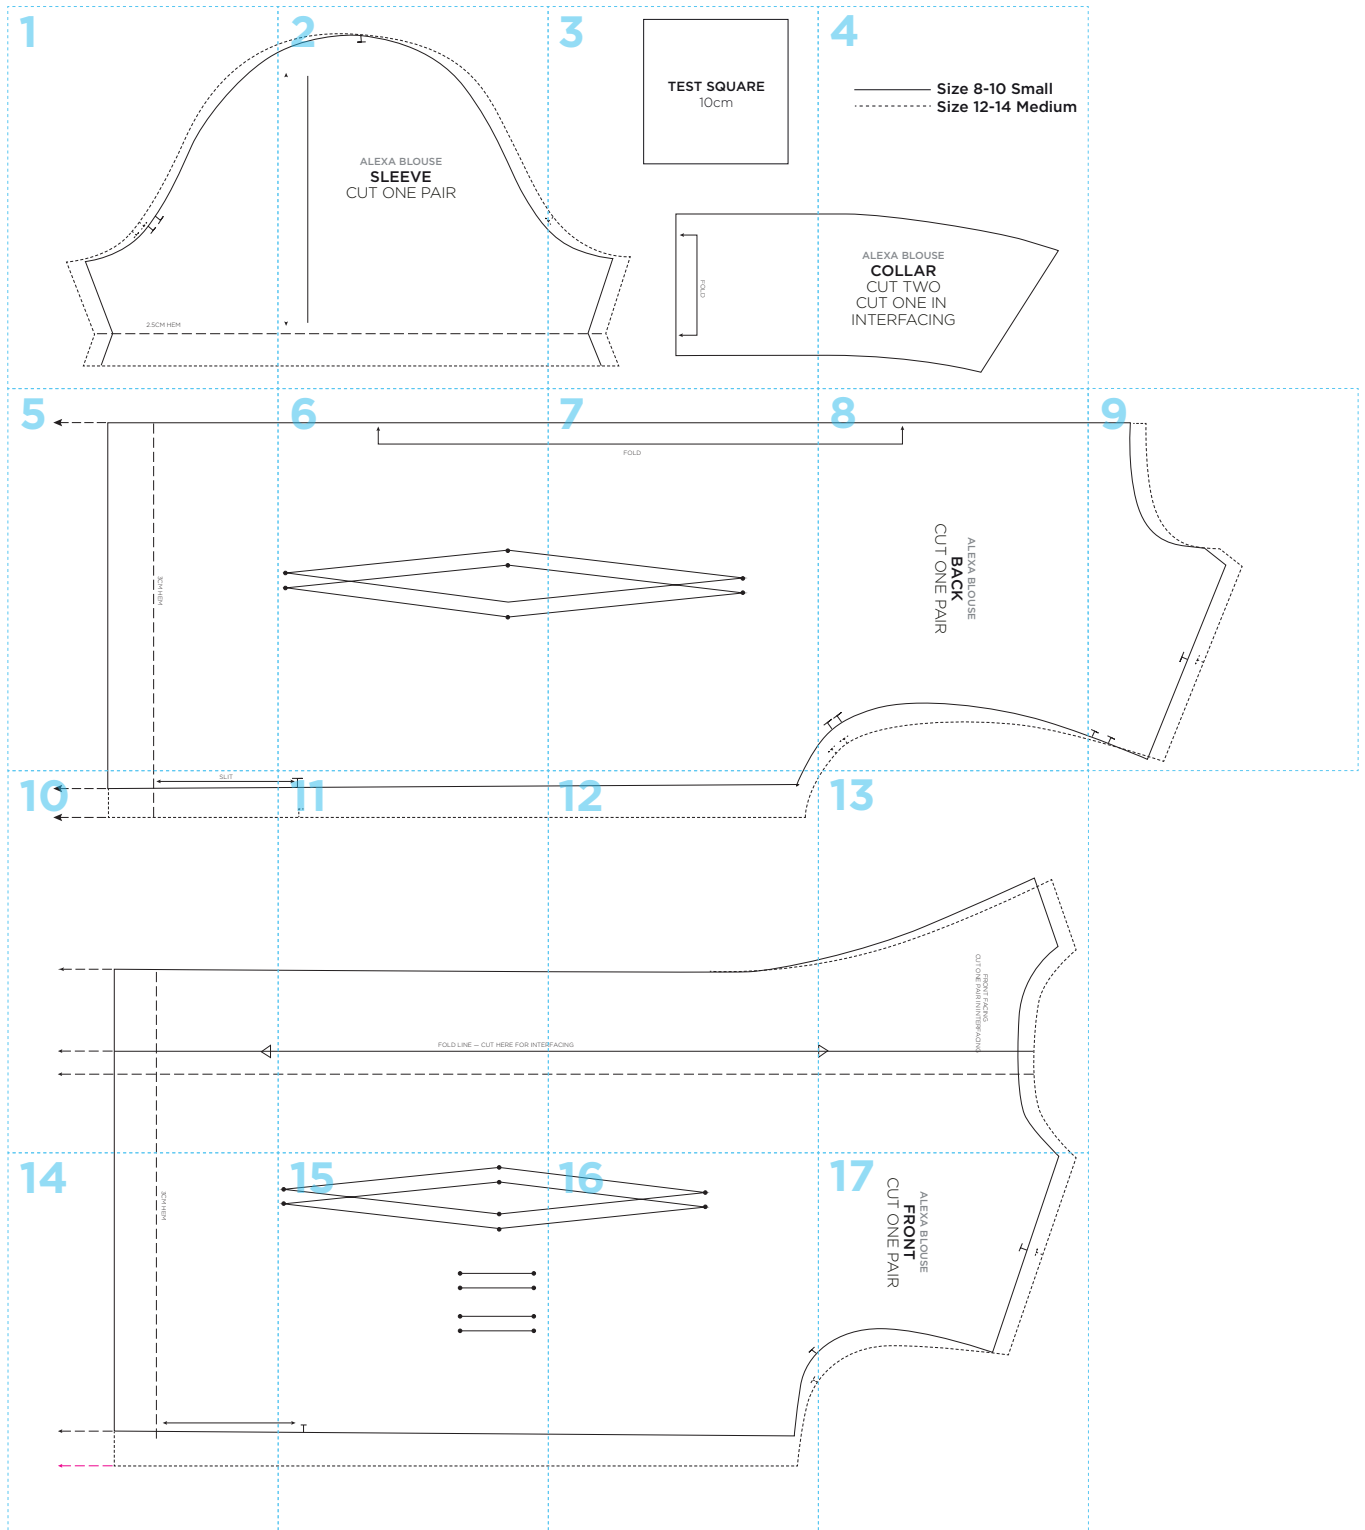 1
2
3
4
TEST SQUARE
10cm
Size 8-10 Small
Size 12-14 Medium
ALEXA BLOUSE
SLEEVE
CUT ONE PAIR
2.5CM HEM
FOLD
ALEXA BLOUSE
COLLAR
CUT TWO
CUT ONE IN
INTERFACING
5
6
7
8
9
FOLD
3CM HEM
ALEXA BLOUSE
BACK
CUT ONE PAIR
SLIT
10
11
12
13
FRONT FACING
CUT ONE PAIR IN INTERFACING
FOLD LINE – CUT HERE FOR INTERFACING
14
15
16
17
3CM HEM
ALEXA BLOUSE
FRONT
CUT ONE PAIR